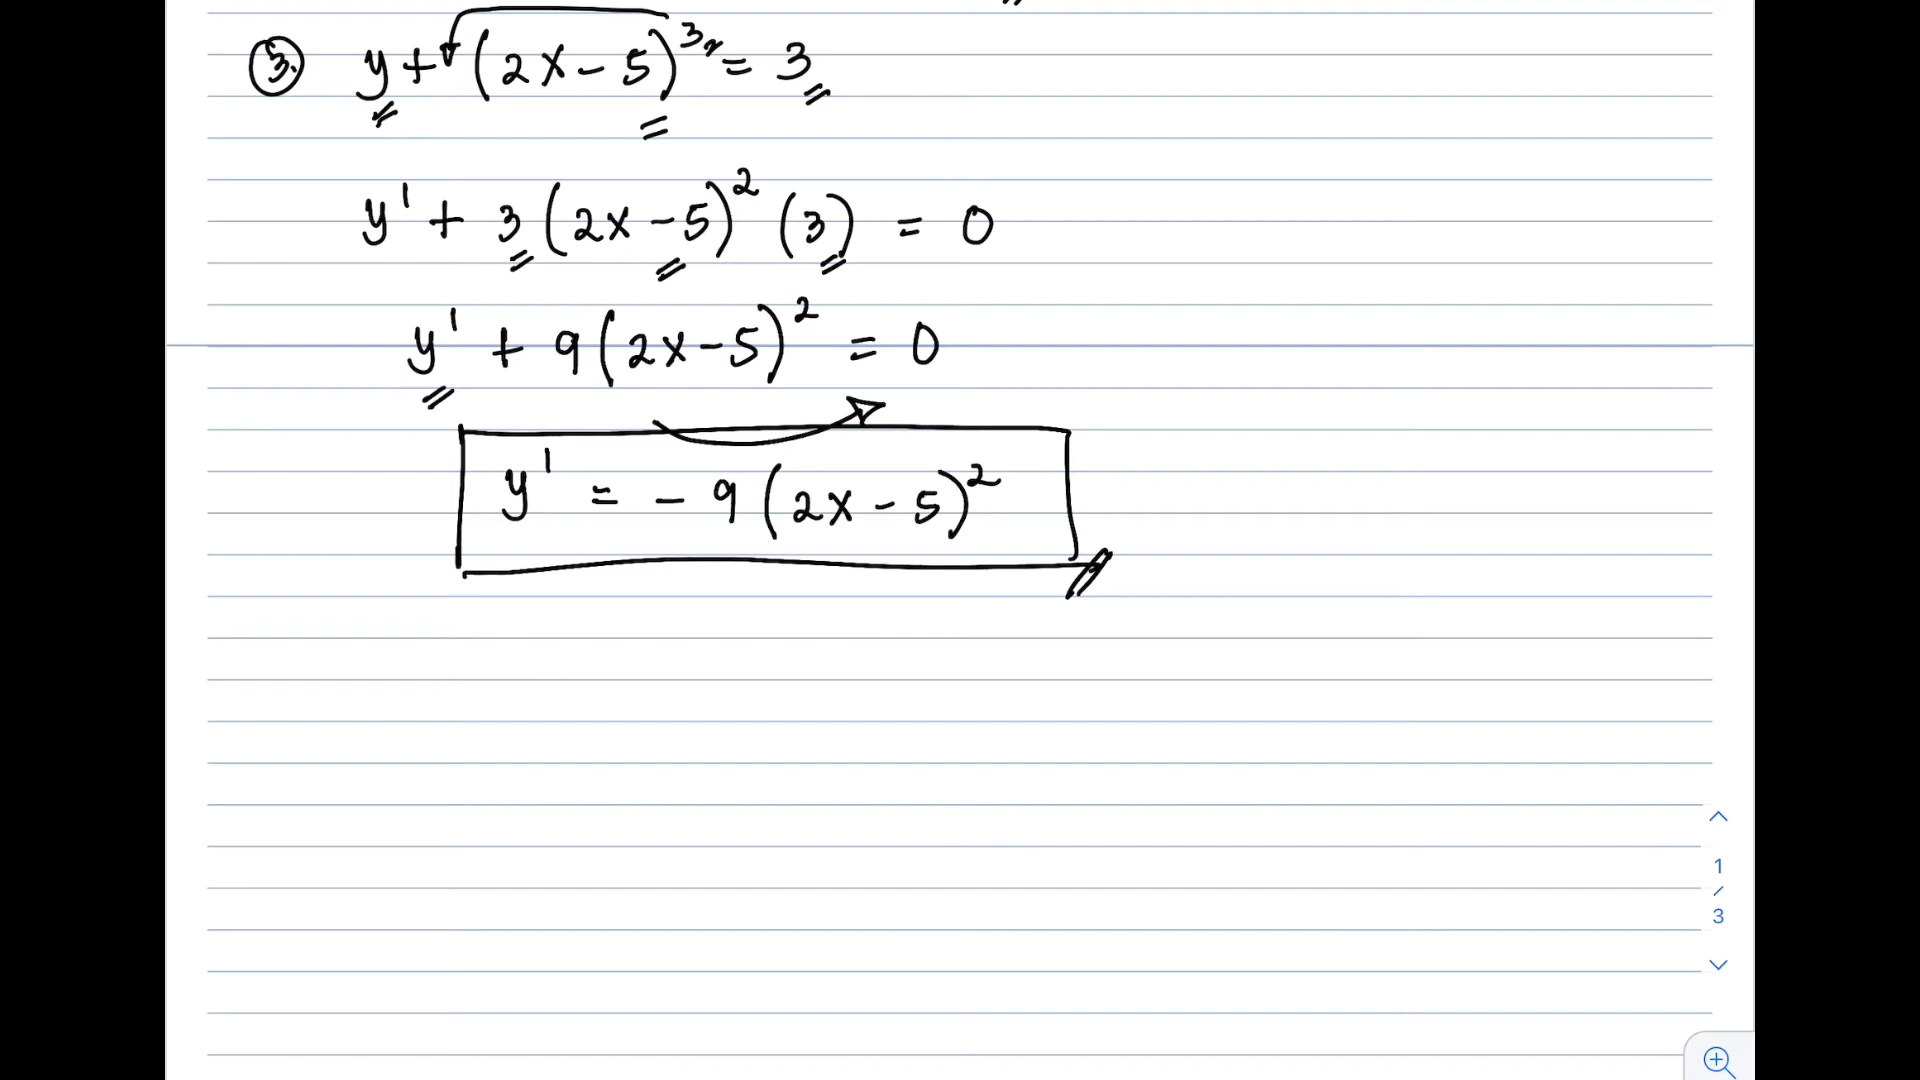 3. y + (2x - 5)^3 = 3
y' + 3(2x - 5)^2 (3) = 0
y' + 9(2x - 5)^2 = 0
y' = - 9(2x - 5)^2
1
/
3